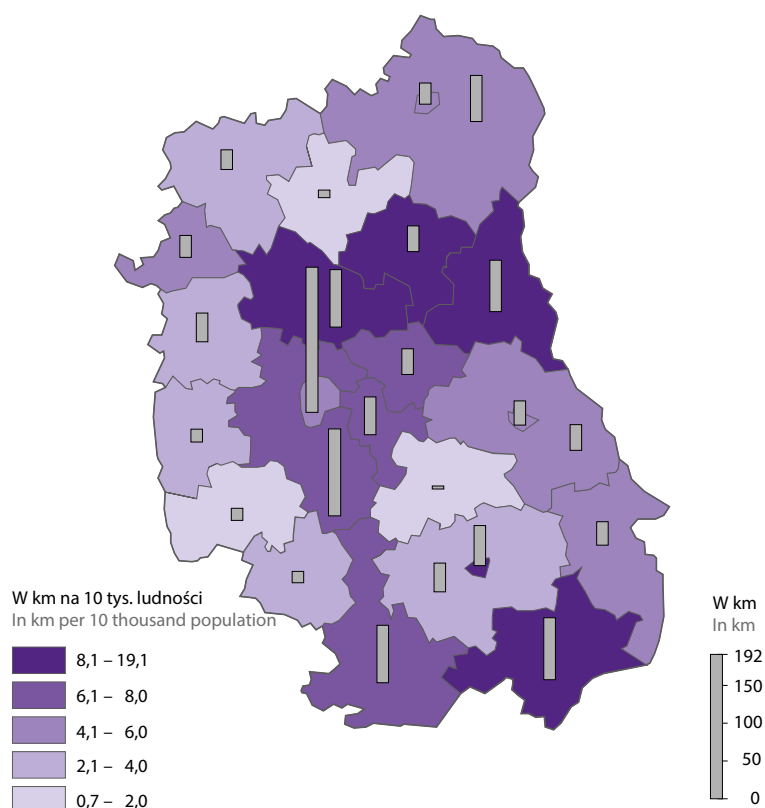 W km na 10 tys. ludności
In km per 10 thousand population
8,1 – 19,1
6,1 – 8,0
4,1 – 6,0
2,1 – 4,0
0,7 – 2,0
W km
In km
192
150
100
50
0